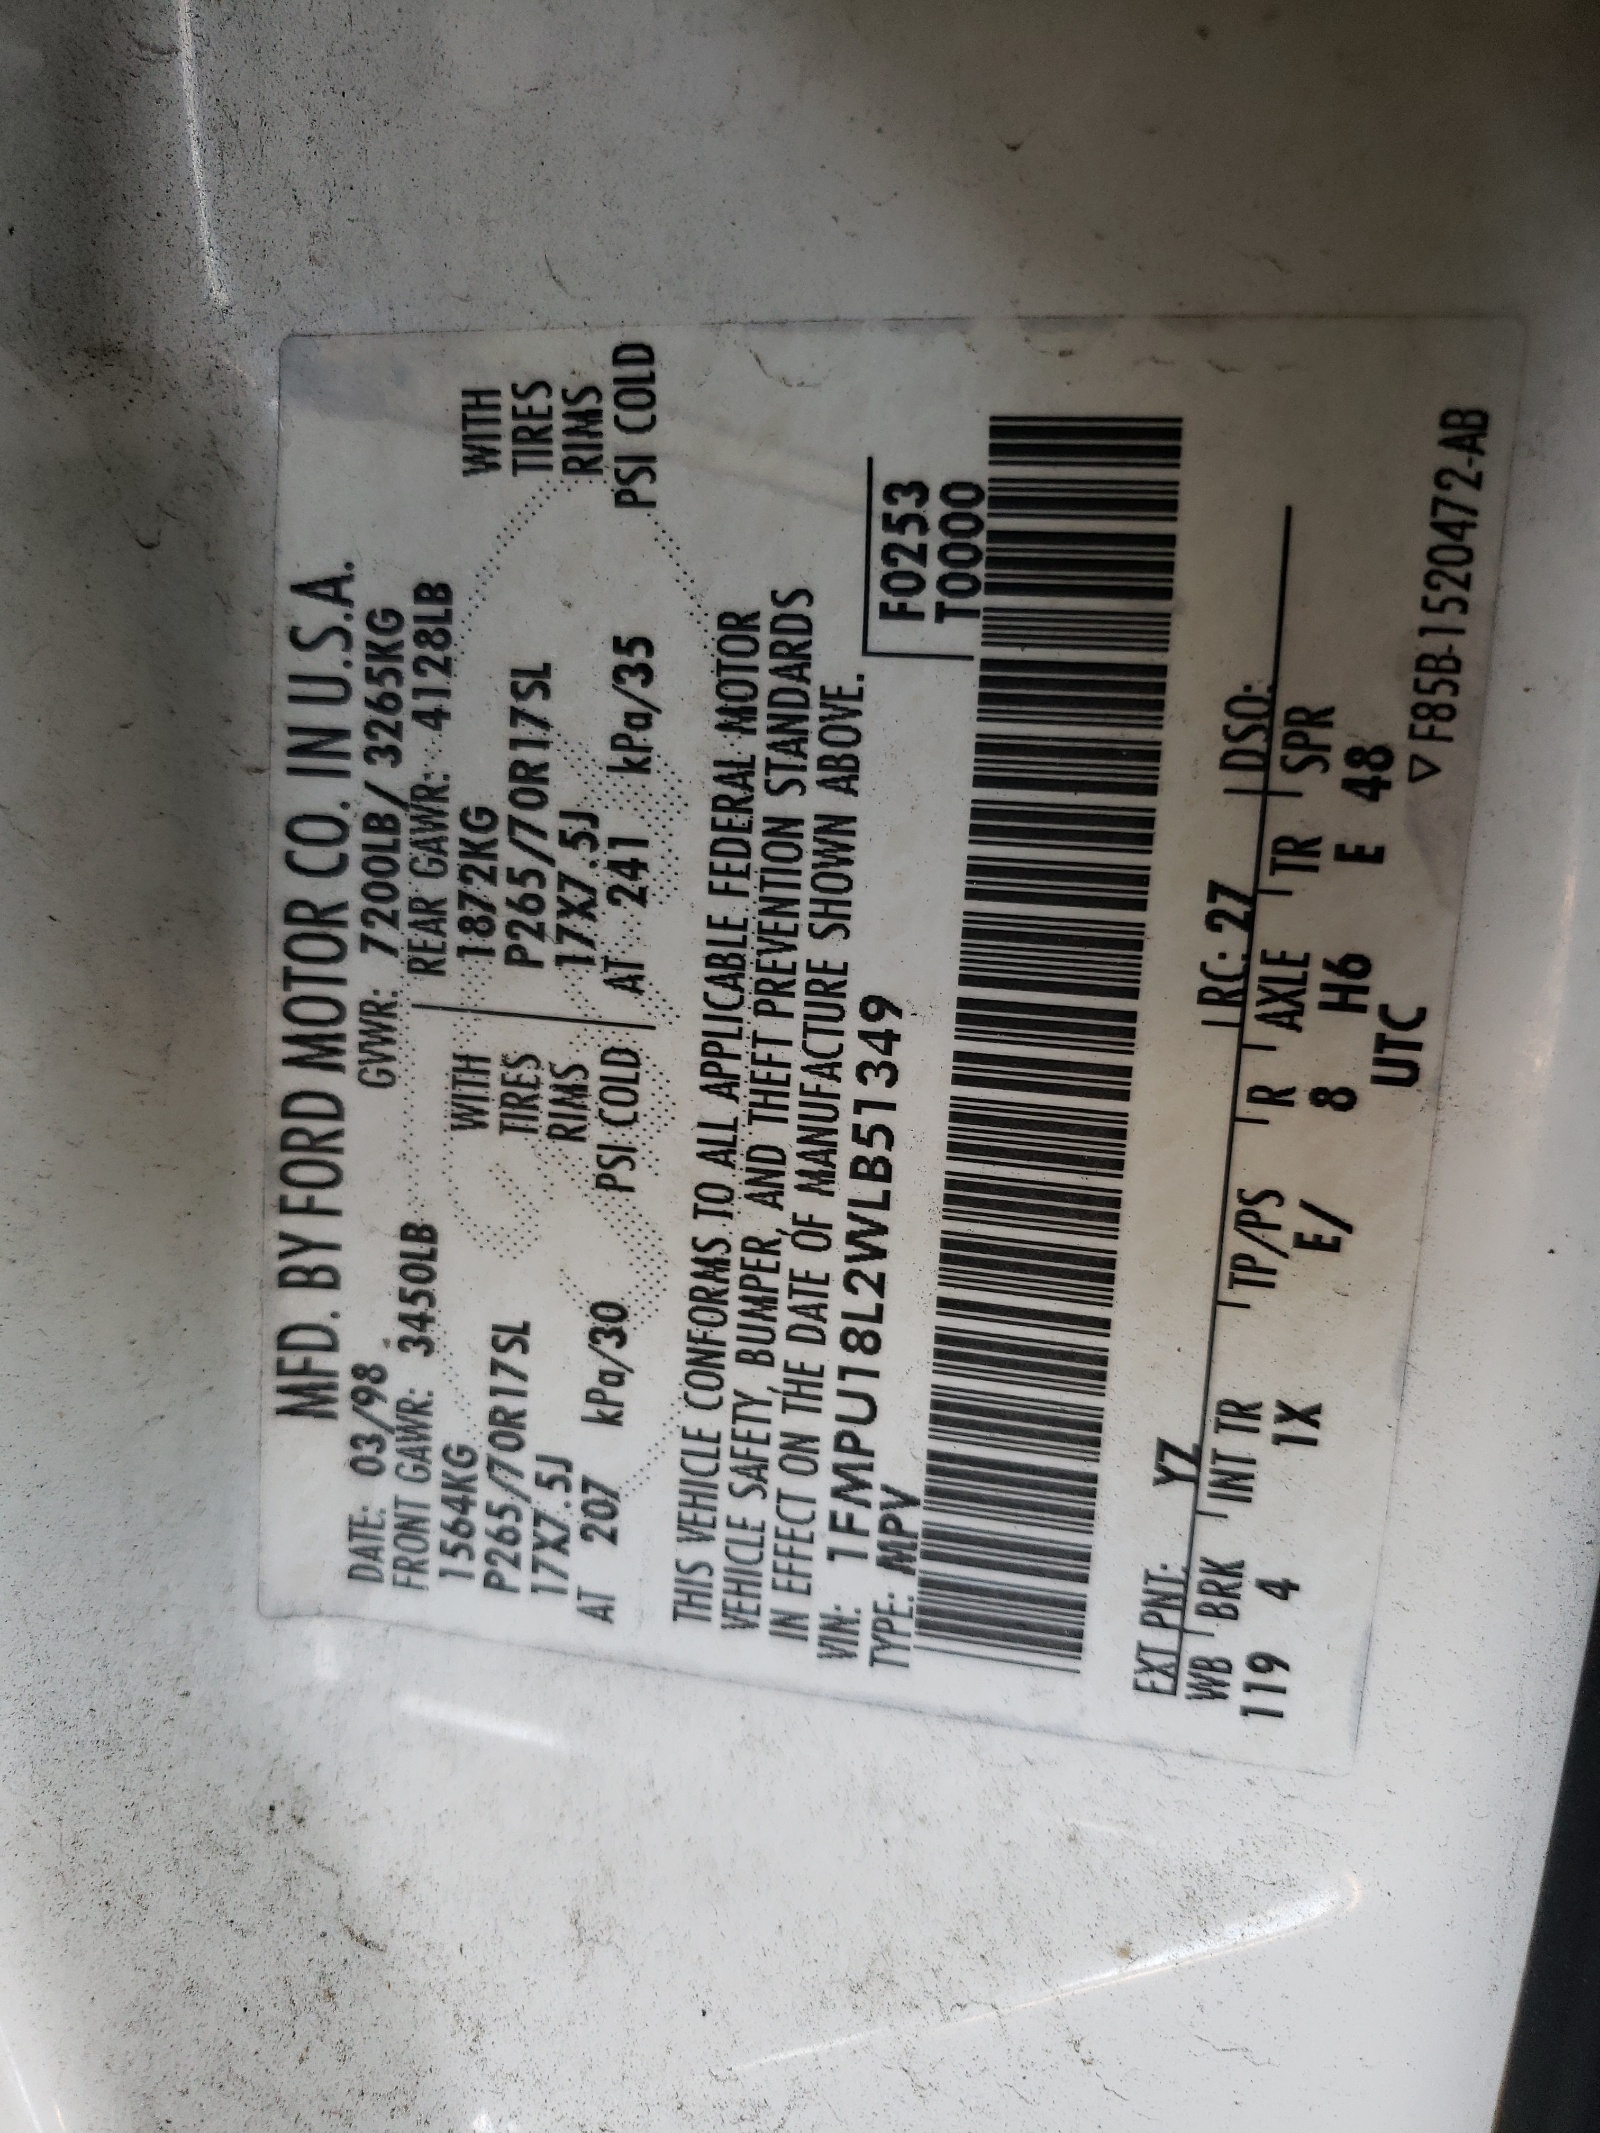 MFD. BY FORD MOTOR CO. IN U.S.A.
DATE: 03/98 GVWR: 7200LB/ 3265KG
FRONT GAWR: 3450LB REAR GAWR: 4128LB
1564KG WITH 1872KG WITH
P265/70R17SL TIRES P265/70R17SL TIRES
17X7.5J RIMS 17X7.5J RIMS
AT 207 kPa/30 PSI COLD AT 241 kPa/35 PSI COLD
THIS VEHICLE CONFORMS TO ALL APPLICABLE FEDERAL MOTOR
VEHICLE SAFETY, BUMPER, AND THEFT PREVENTION STANDARDS
IN EFFECT ON THE DATE OF MANUFACTURE SHOWN ABOVE.
VIN: 1FMPU18L2WLB51349 F0253
TYPE: MPV T0000
EXT PNT: YZ RC: 27 DSO:
WB BRK INT TR TP/PS R AXLE TR SPR
119 4 1X E/ 8 H6 E 48
UTC
▽ F85B-1520472-AB